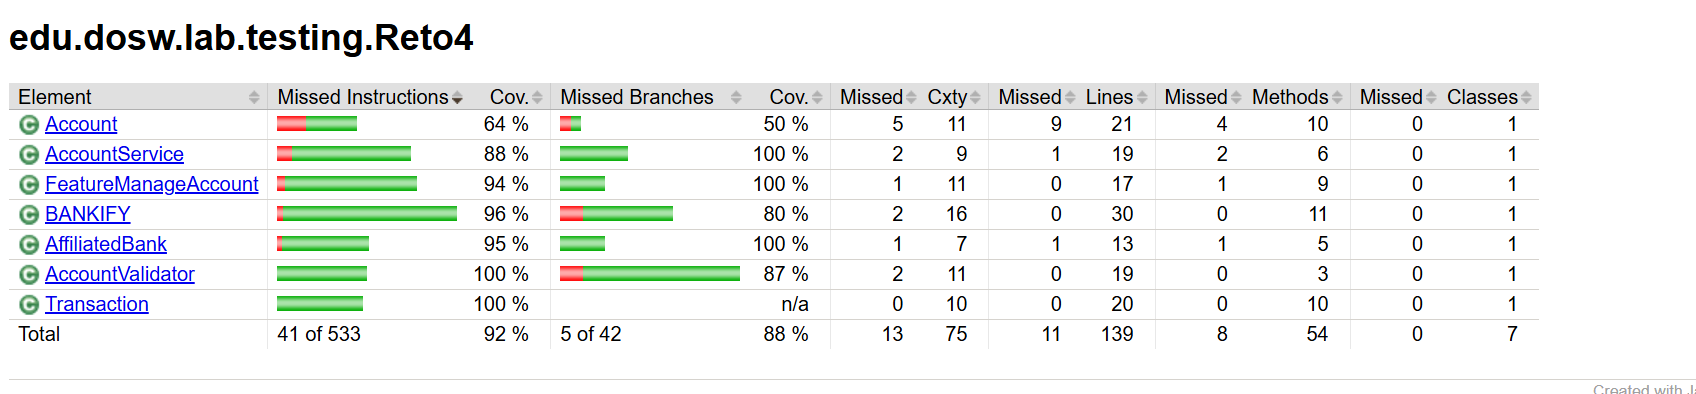 edu.dosw.lab.testing.Reto4
Element Missed Instructions Cov. Missed Branches Cov. Missed Cxty Missed Lines Missed Methods Missed Classes
Account 64 % 50 % 5 11 9 21 4 10 0 1
AccountService 88 % 100 % 2 9 1 19 2 6 0 1
FeatureManageAccount 94 % 100 % 1 11 0 17 1 9 0 1
BANKIFY 96 % 80 % 2 16 0 30 0 11 0 1
AffiliatedBank 95 % 100 % 1 7 1 13 1 5 0 1
AccountValidator 100 % 87 % 2 11 0 19 0 3 0 1
Transaction 100 % n/a 0 10 0 20 0 10 0 1
Total 41 of 533 92 % 5 of 42 88 % 13 75 11 139 8 54 0 7
Created with